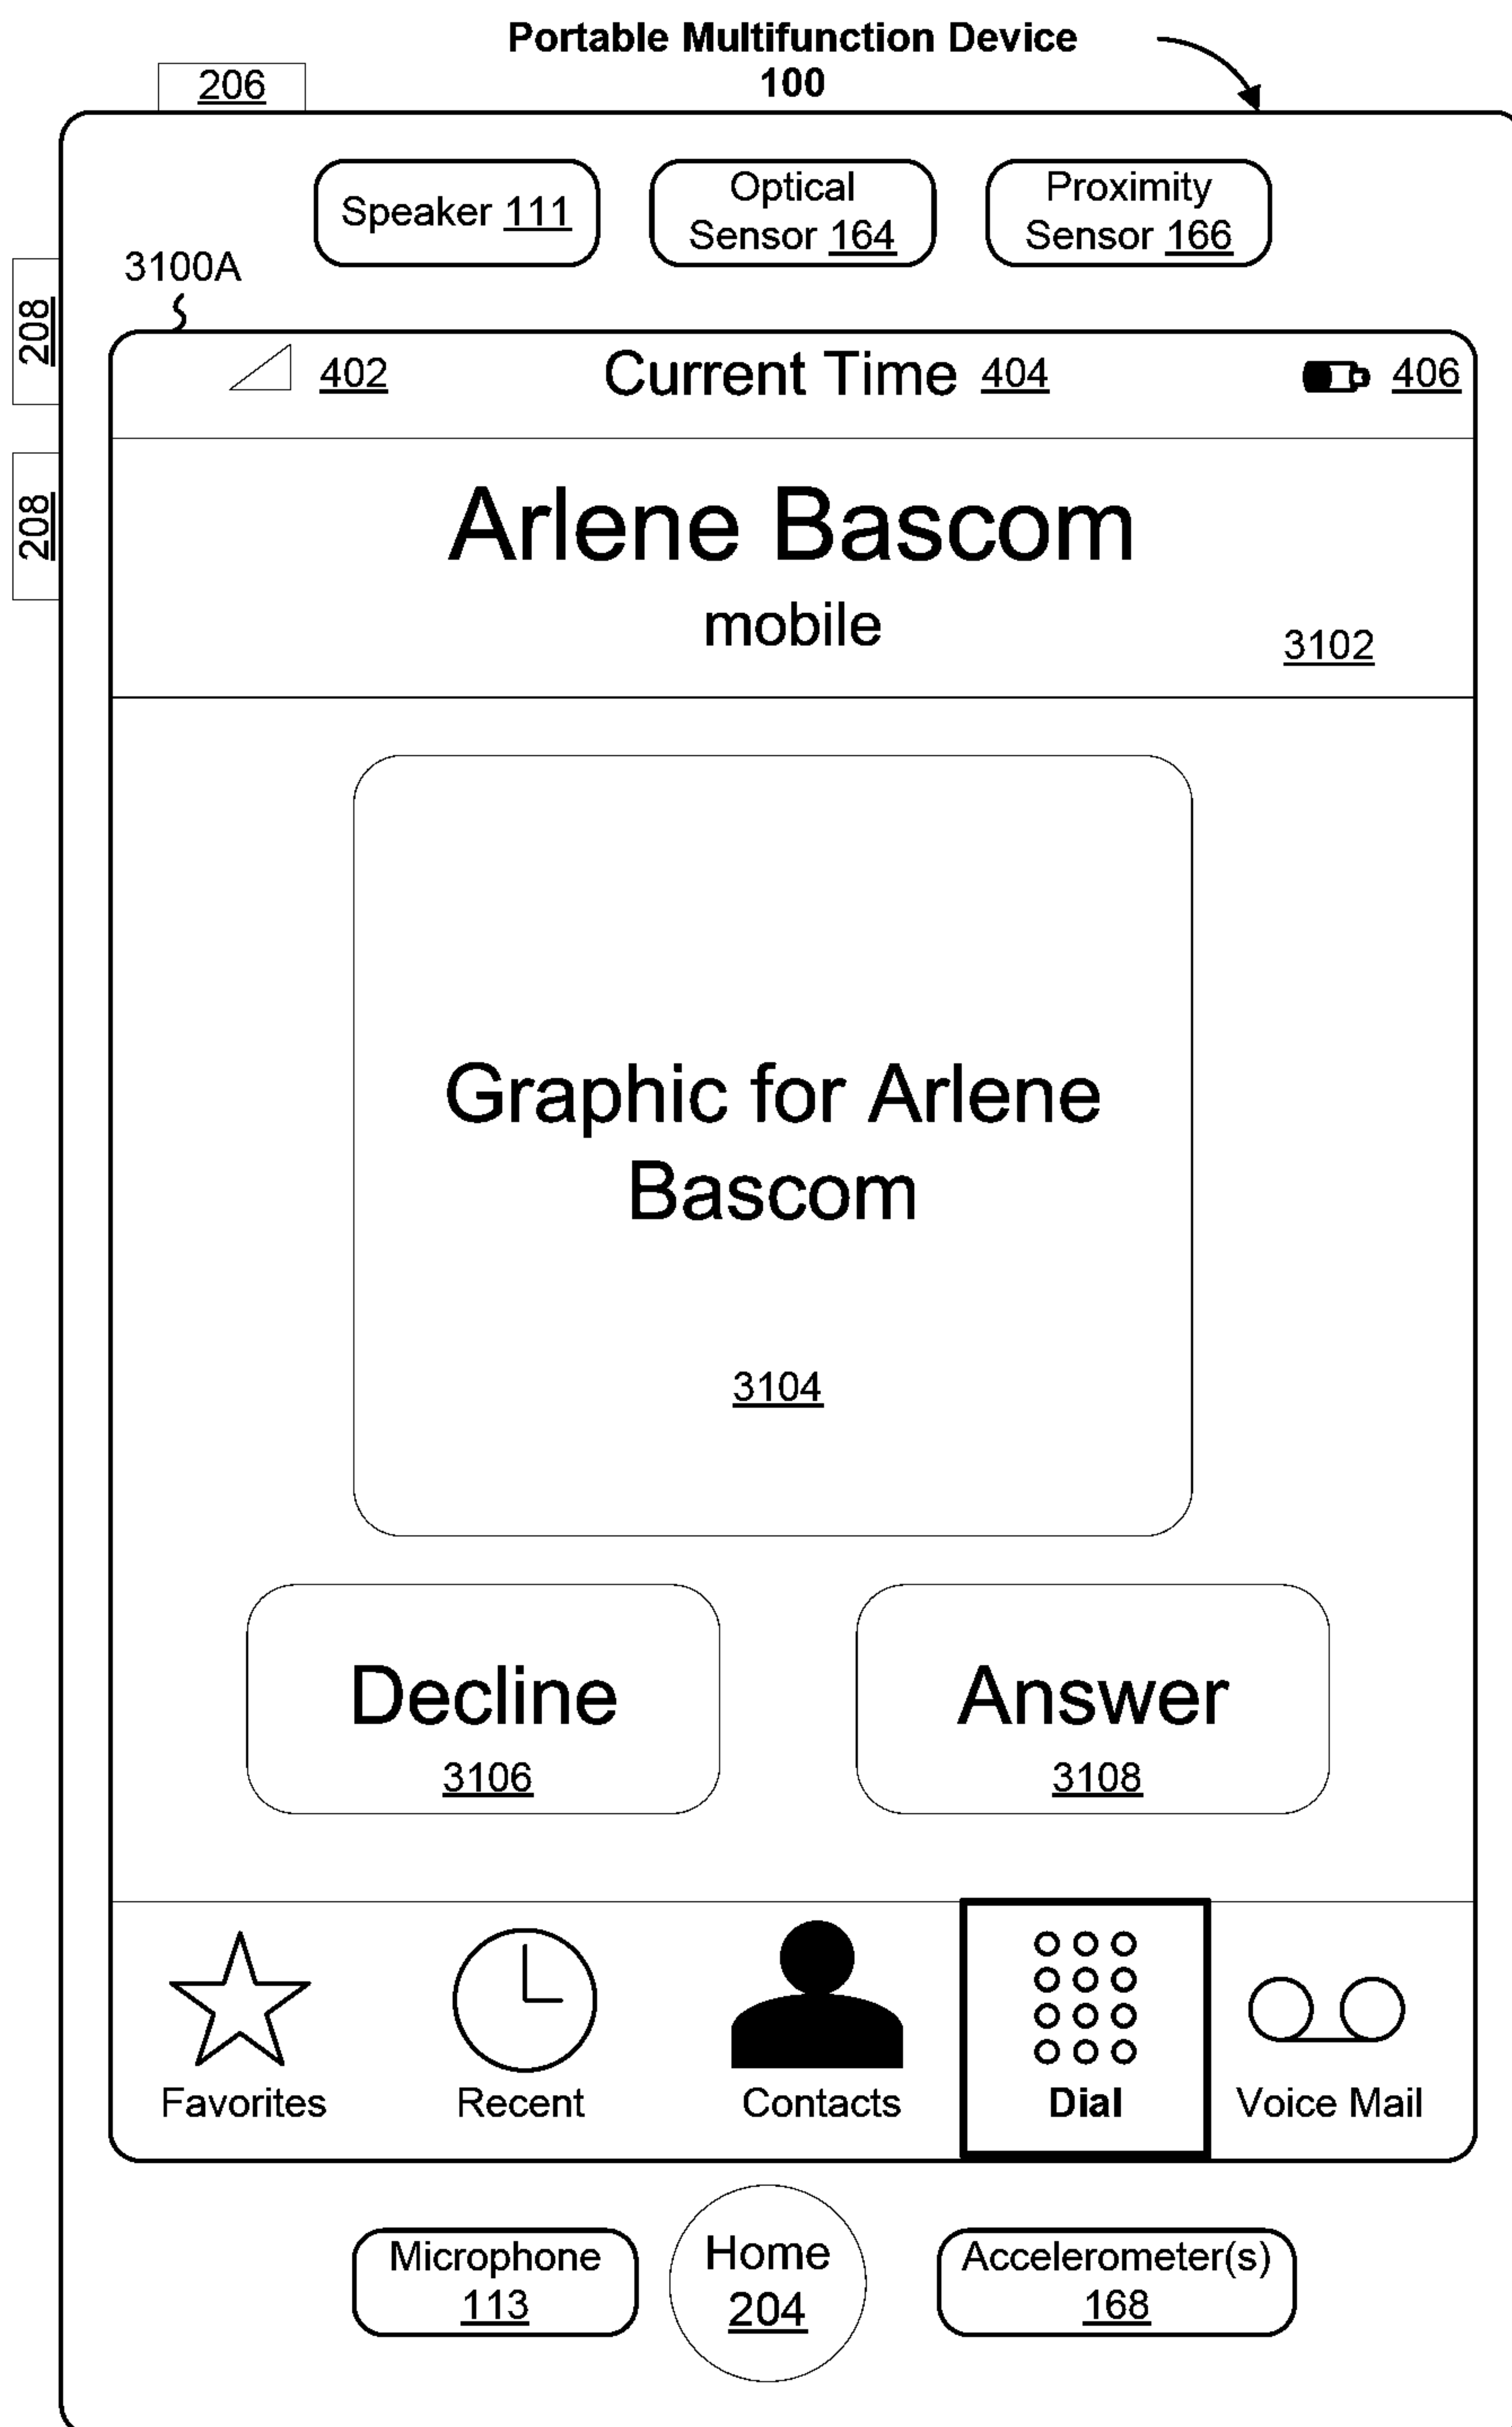 Portable Multifunction Device
100
206
Speaker 111
Optical
Sensor 164
Proximity
Sensor 166
3100A
208
208
402
Current Time 404
406
Arlene Bascom
mobile
3102
Graphic for Arlene
Bascom
3104
Decline
3106
Answer
3108
Favorites
Recent
Contacts
Dial
Voice Mail
Microphone
113
Home
204
Accelerometer(s)
168